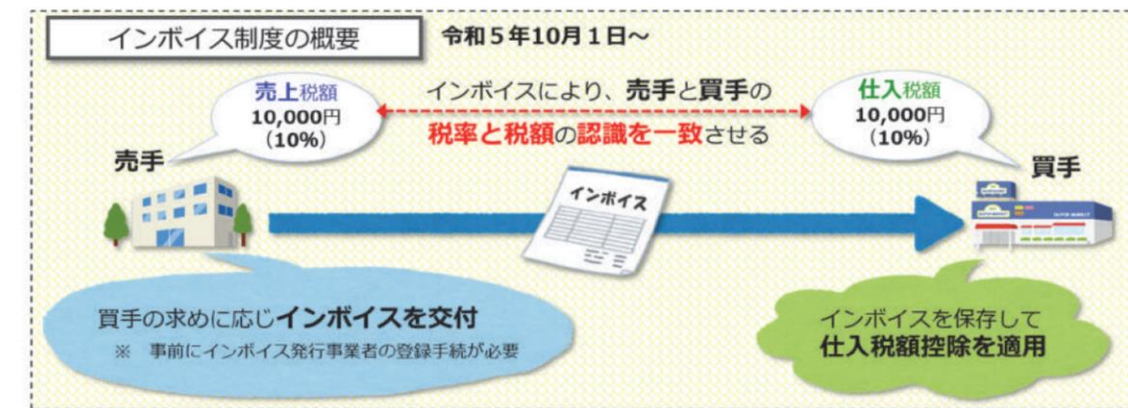 インボイス制度の概要
令和5年10月1日~
売上税額
10,000円
(10%)
インボイスにより、売手と買手の
税率と税額の認識を一致させる
仕入税額
10,000円
(10%)
売手
買手
インボイス
買手の求めに応じインボイスを交付
※ 事前にインボイス発行事業者の登録手続が必要
インボイスを保存して
仕入税額控除を適用